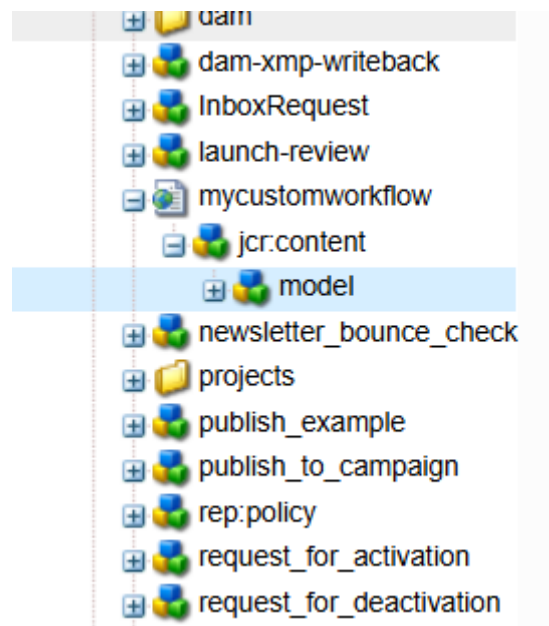 dam
dam-xmp-writeback
InboxRequest
launch-review
mycustomworkflow
jcr:content
model
newsletter_bounce_check
projects
publish_example
publish_to_campaign
rep:policy
request_for_activation
request_for_deactivation